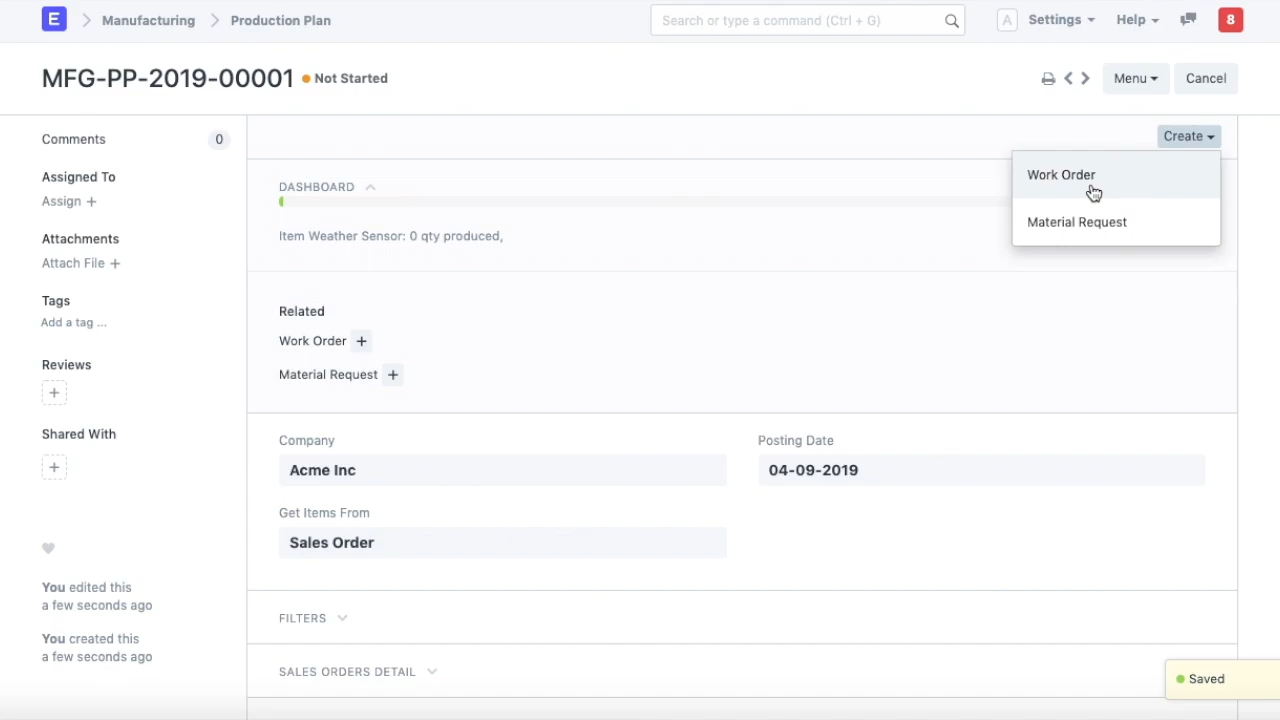 E Manufacturing Production Plan Search or type a command (Ctrl + G) A Settings Help 8
MFG-PP-2019-00001 Not Started Menu Cancel
Comments 0
Create
Work Order
Material Request
Assigned To
Assign +
Attachments
Attach File +
Tags
Add a tag ...
Reviews
+
Shared With
+
You edited this
a few seconds ago
You created this
a few seconds ago
DASHBOARD
Item Weather Sensor: 0 qty produced,
Related
Work Order +
Material Request +
Company Posting Date
Acme Inc 04-09-2019
Get Items From
Sales Order
FILTERS
SALES ORDERS DETAIL
Saved